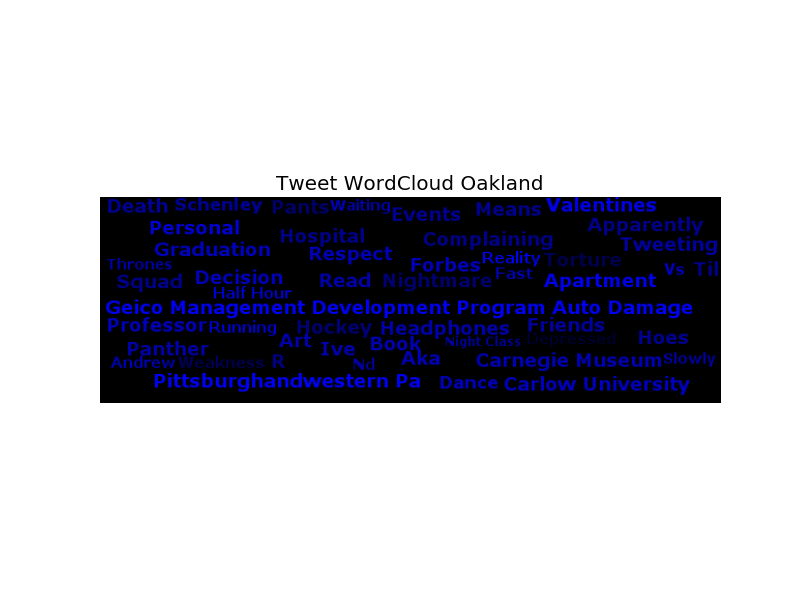 Tweet WordCloud Oakland
Death Schenley Pants Waiting Events Means Valentines
Personal Hospital Complaining Apparently
Graduation Respect Tweeting
Thrones Forbes Reality Torture Vs Til
Squad Decision Read Nightmare Fast Apartment
Half Hour
Geico Management Development Program Auto Damage
Professor Running Hockey Headphones Friends
Panther Art Ive Book Night Class Depressed Hoes
Andrew Weakness R Nd Aka Carnegie Museum Slowly
Pittsburghandwestern Pa Dance Carlow University